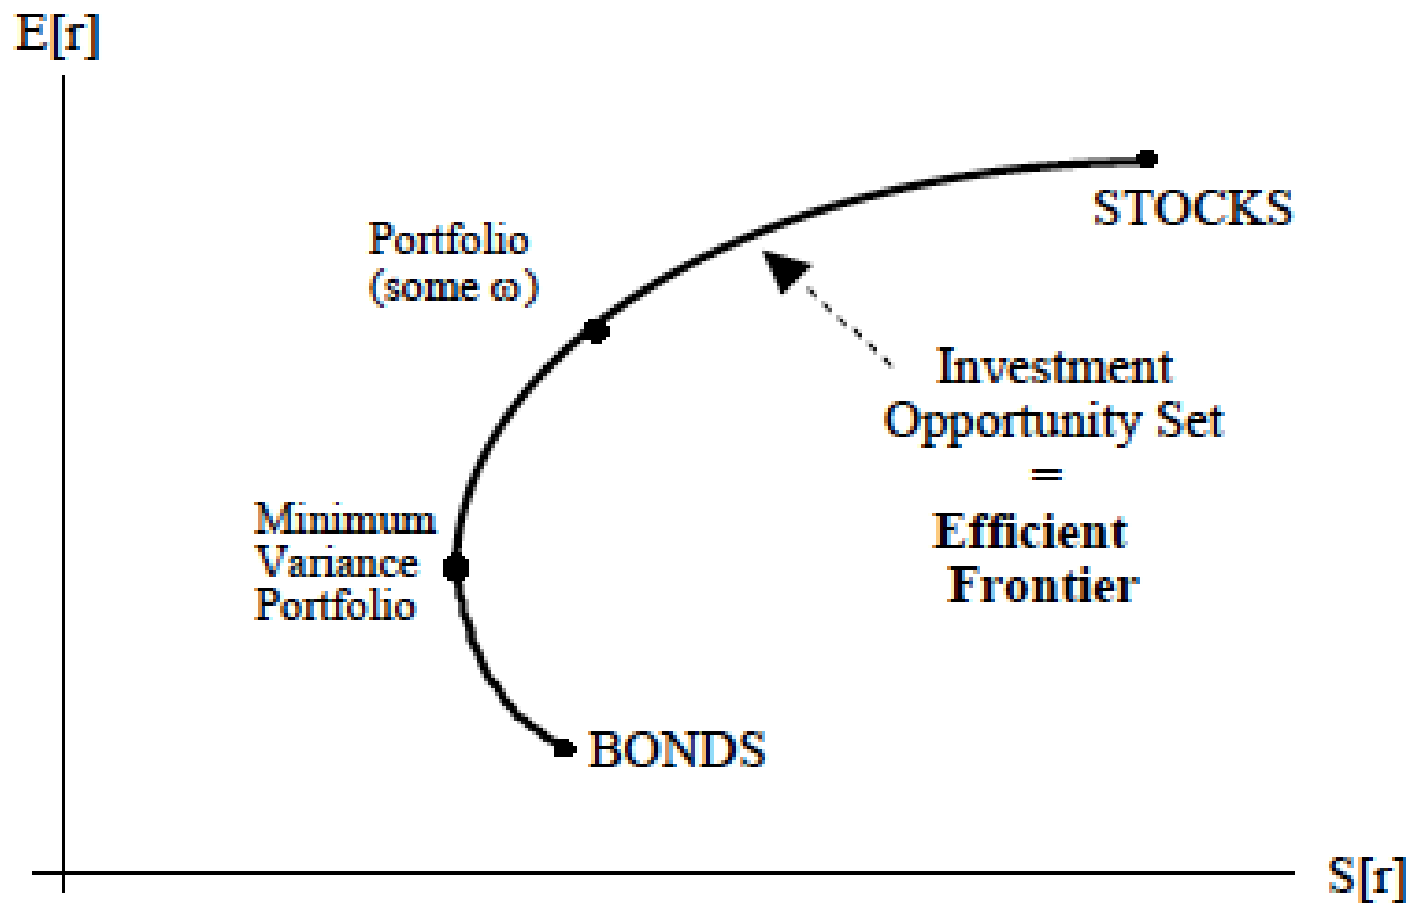 E[r]
STOCKS
Portfolio
(some ω)
Investment
Opportunity Set
=
Efficient
Frontier
Minimum
Variance
Portfolio
BONDS
S[r]